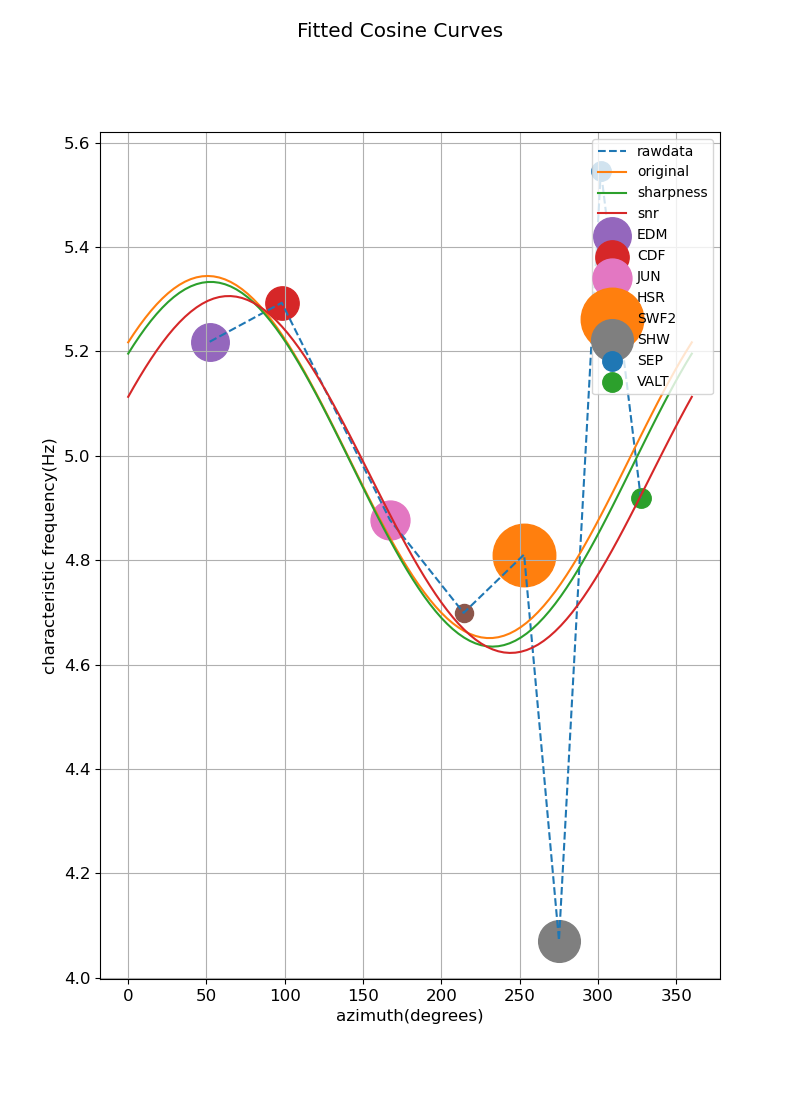 Fitted Cosine Curves
5.6
5.4
5.2
5.0
4.8
4.6
4.4
4.2
4.0
characteristic frequency(Hz)
rawdata
original
sharpness
snr
EDM
CDF
JUN
HSR
SWF2
SHW
SEP
VALT
0 50 100 150 200 250 300 350
azimuth(degrees)